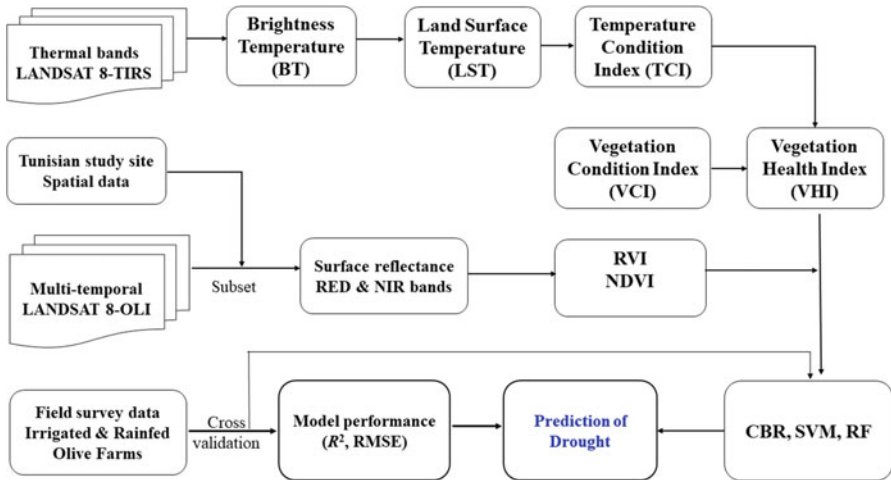 Thermal bands
LANDSAT 8-TIRS
Brightness
Temperature
(BT)
Land Surface
Temperature
(LST)
Temperature
Condition
Index (TCI)
Tunisian study site
Spatial data
Vegetation
Condition Index
(VCI)
Vegetation
Health Index
(VHI)
Multi-temporal
LANDSAT 8-OLI
Subset
Surface reflectance
RED & NIR bands
RVI
NDVI
Field survey data
Irrigated & Rainfed
Olive Farms
Cross
validation
Model performance
(R², RMSE)
Prediction of
Drought
CBR, SVM, RF